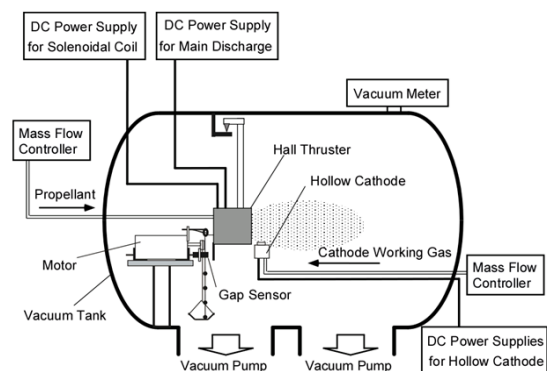 DC Power Supply
for Solenoidal Coil
DC Power Supply
for Main Discharge
Vacuum Meter
Mass Flow
Controller
Hall Thruster
Hollow Cathode
Propellant
Motor
Cathode Working Gas
Gap Sensor
Mass Flow
Controller
Vacuum Tank
DC Power Supplies
for Hollow Cathode
Vacuum Pump
Vacuum Pump